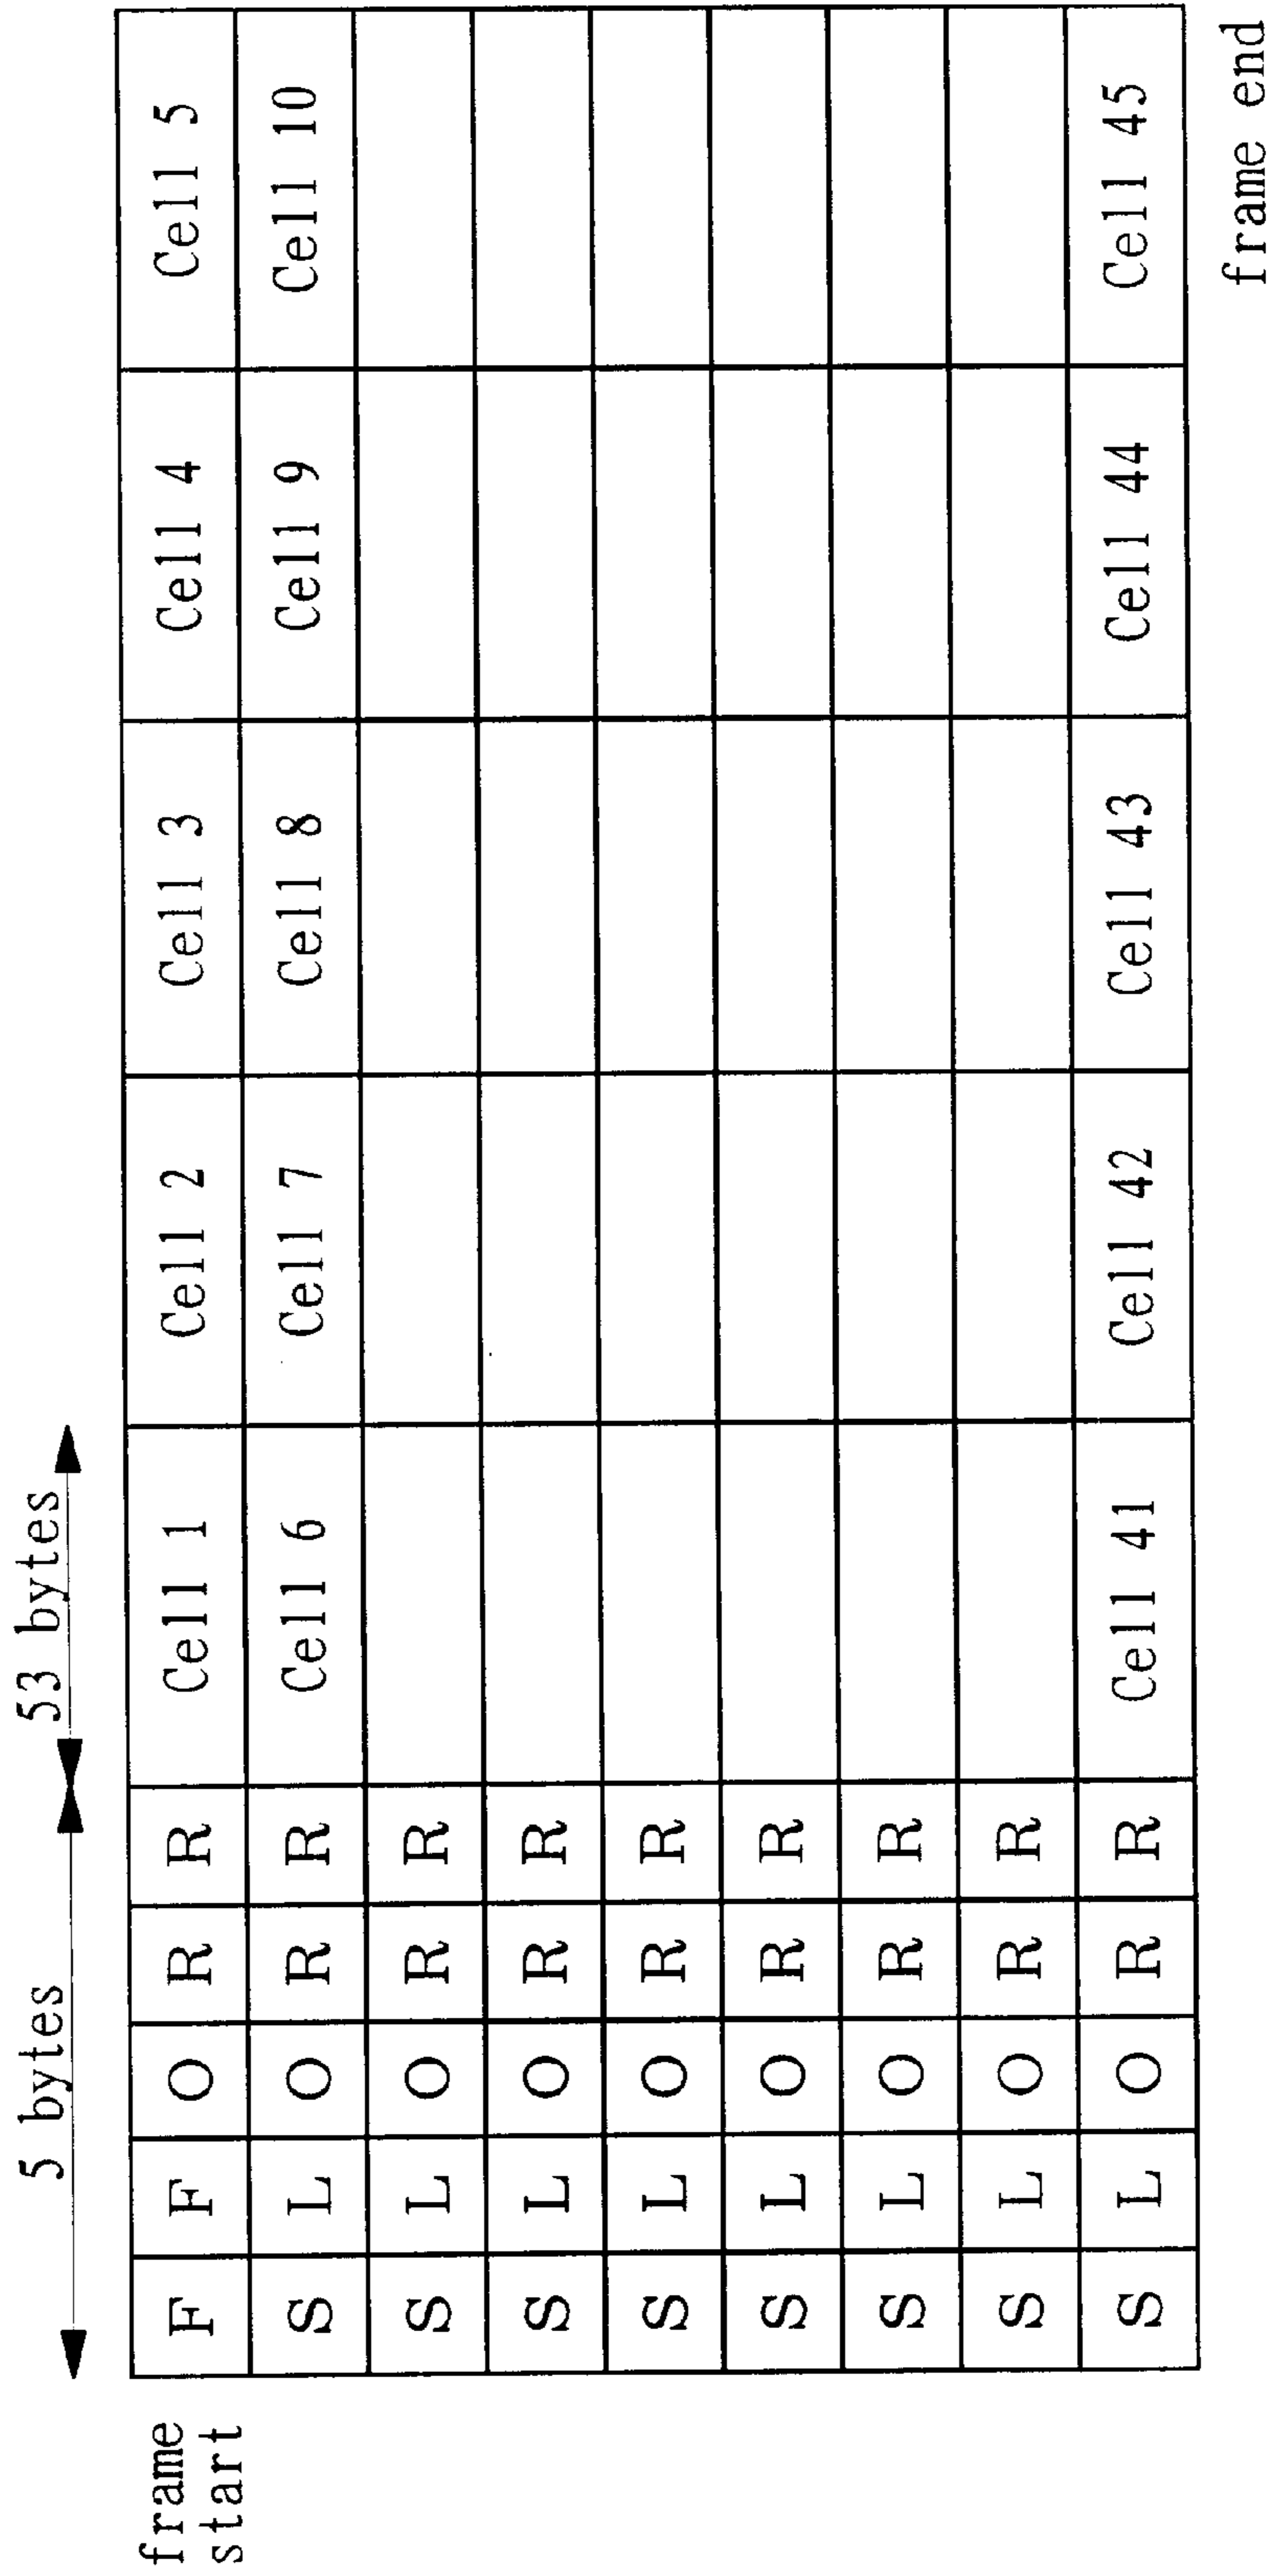 5 bytes 53 bytes
frame
start
F F O R R Cell 1 Cell 2 Cell 3 Cell 4 Cell 5
S L O R R Cell 6 Cell 7 Cell 8 Cell 9 Cell 10
S L O R R
S L O R R
S L O R R
S L O R R
S L O R R
S L O R R
S L O R R Cell 41 Cell 42 Cell 43 Cell 44 Cell 45
frame end